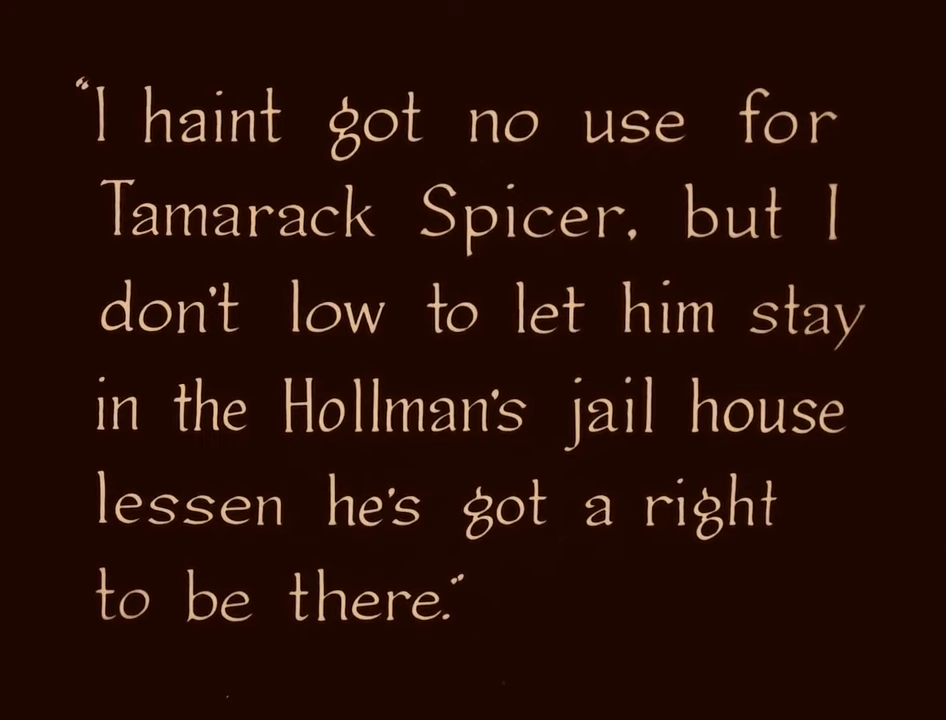 "I haint got no use for
Tamarack Spicer, but I
don't low to let him stay
in the Hollman's jail house
lessen he's got a right
to be there."